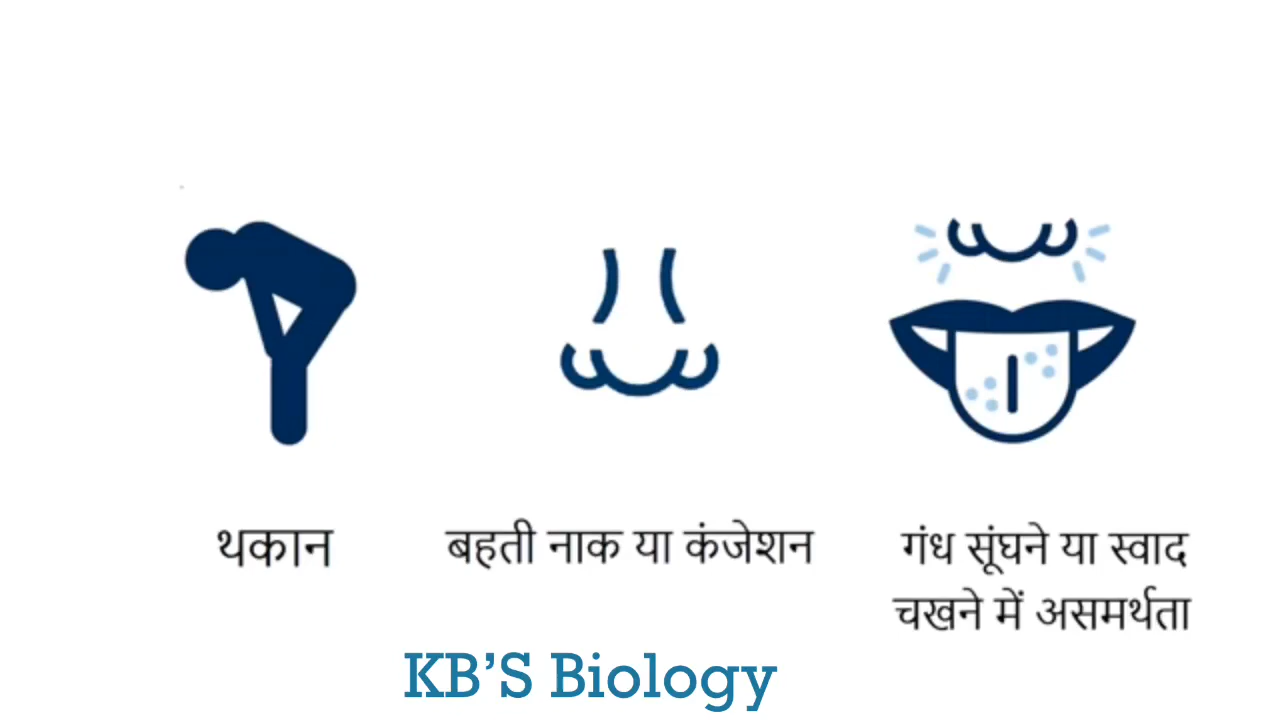 थकान
बहती नाक या कंजेशन
गंध सूंघने या स्वाद
चखने में असमर्थता
KB'S Biology